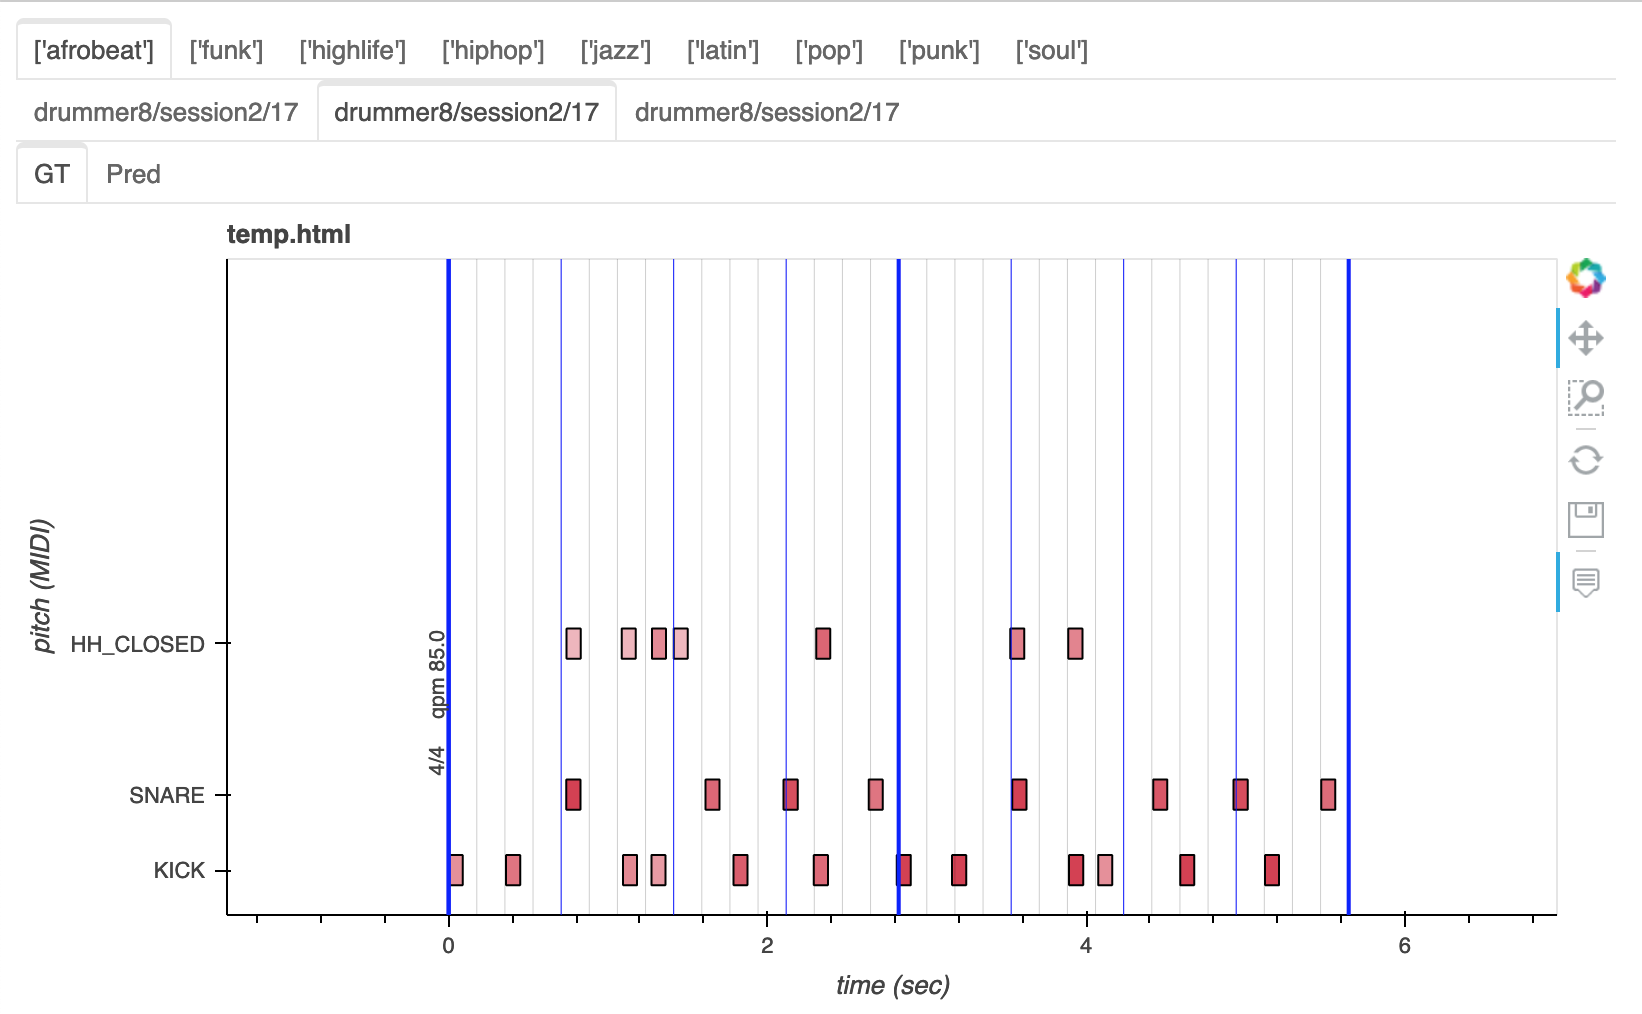 ['afrobeat'] ['funk'] ['highlife'] ['hiphop'] ['jazz'] ['latin'] ['pop'] ['punk'] ['soul']
drummer8/session2/17 drummer8/session2/17 drummer8/session2/17
GT Pred
temp.html
pitch (MIDI)
HH_CLOSED
SNARE
KICK
4/4 qpm 85.0
0 2 4 6
time (sec)